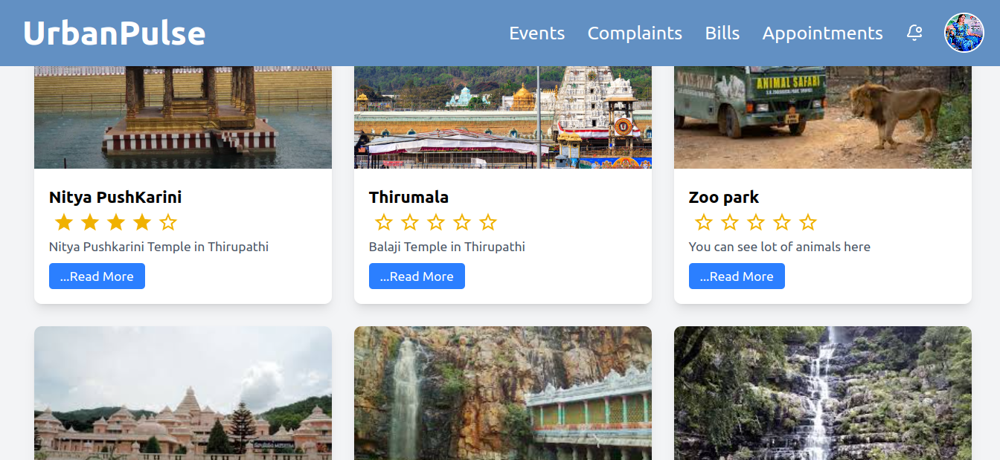 UrbanPulse
Events
Complaints
Bills
Appointments
ANIMAL SAFARI
Nitya PushKarini
Nitya Pushkarini Temple in Thirupathi
...Read More
Thirumala
Balaji Temple in Thirupathi
...Read More
Zoo park
You can see lot of animals here
...Read More